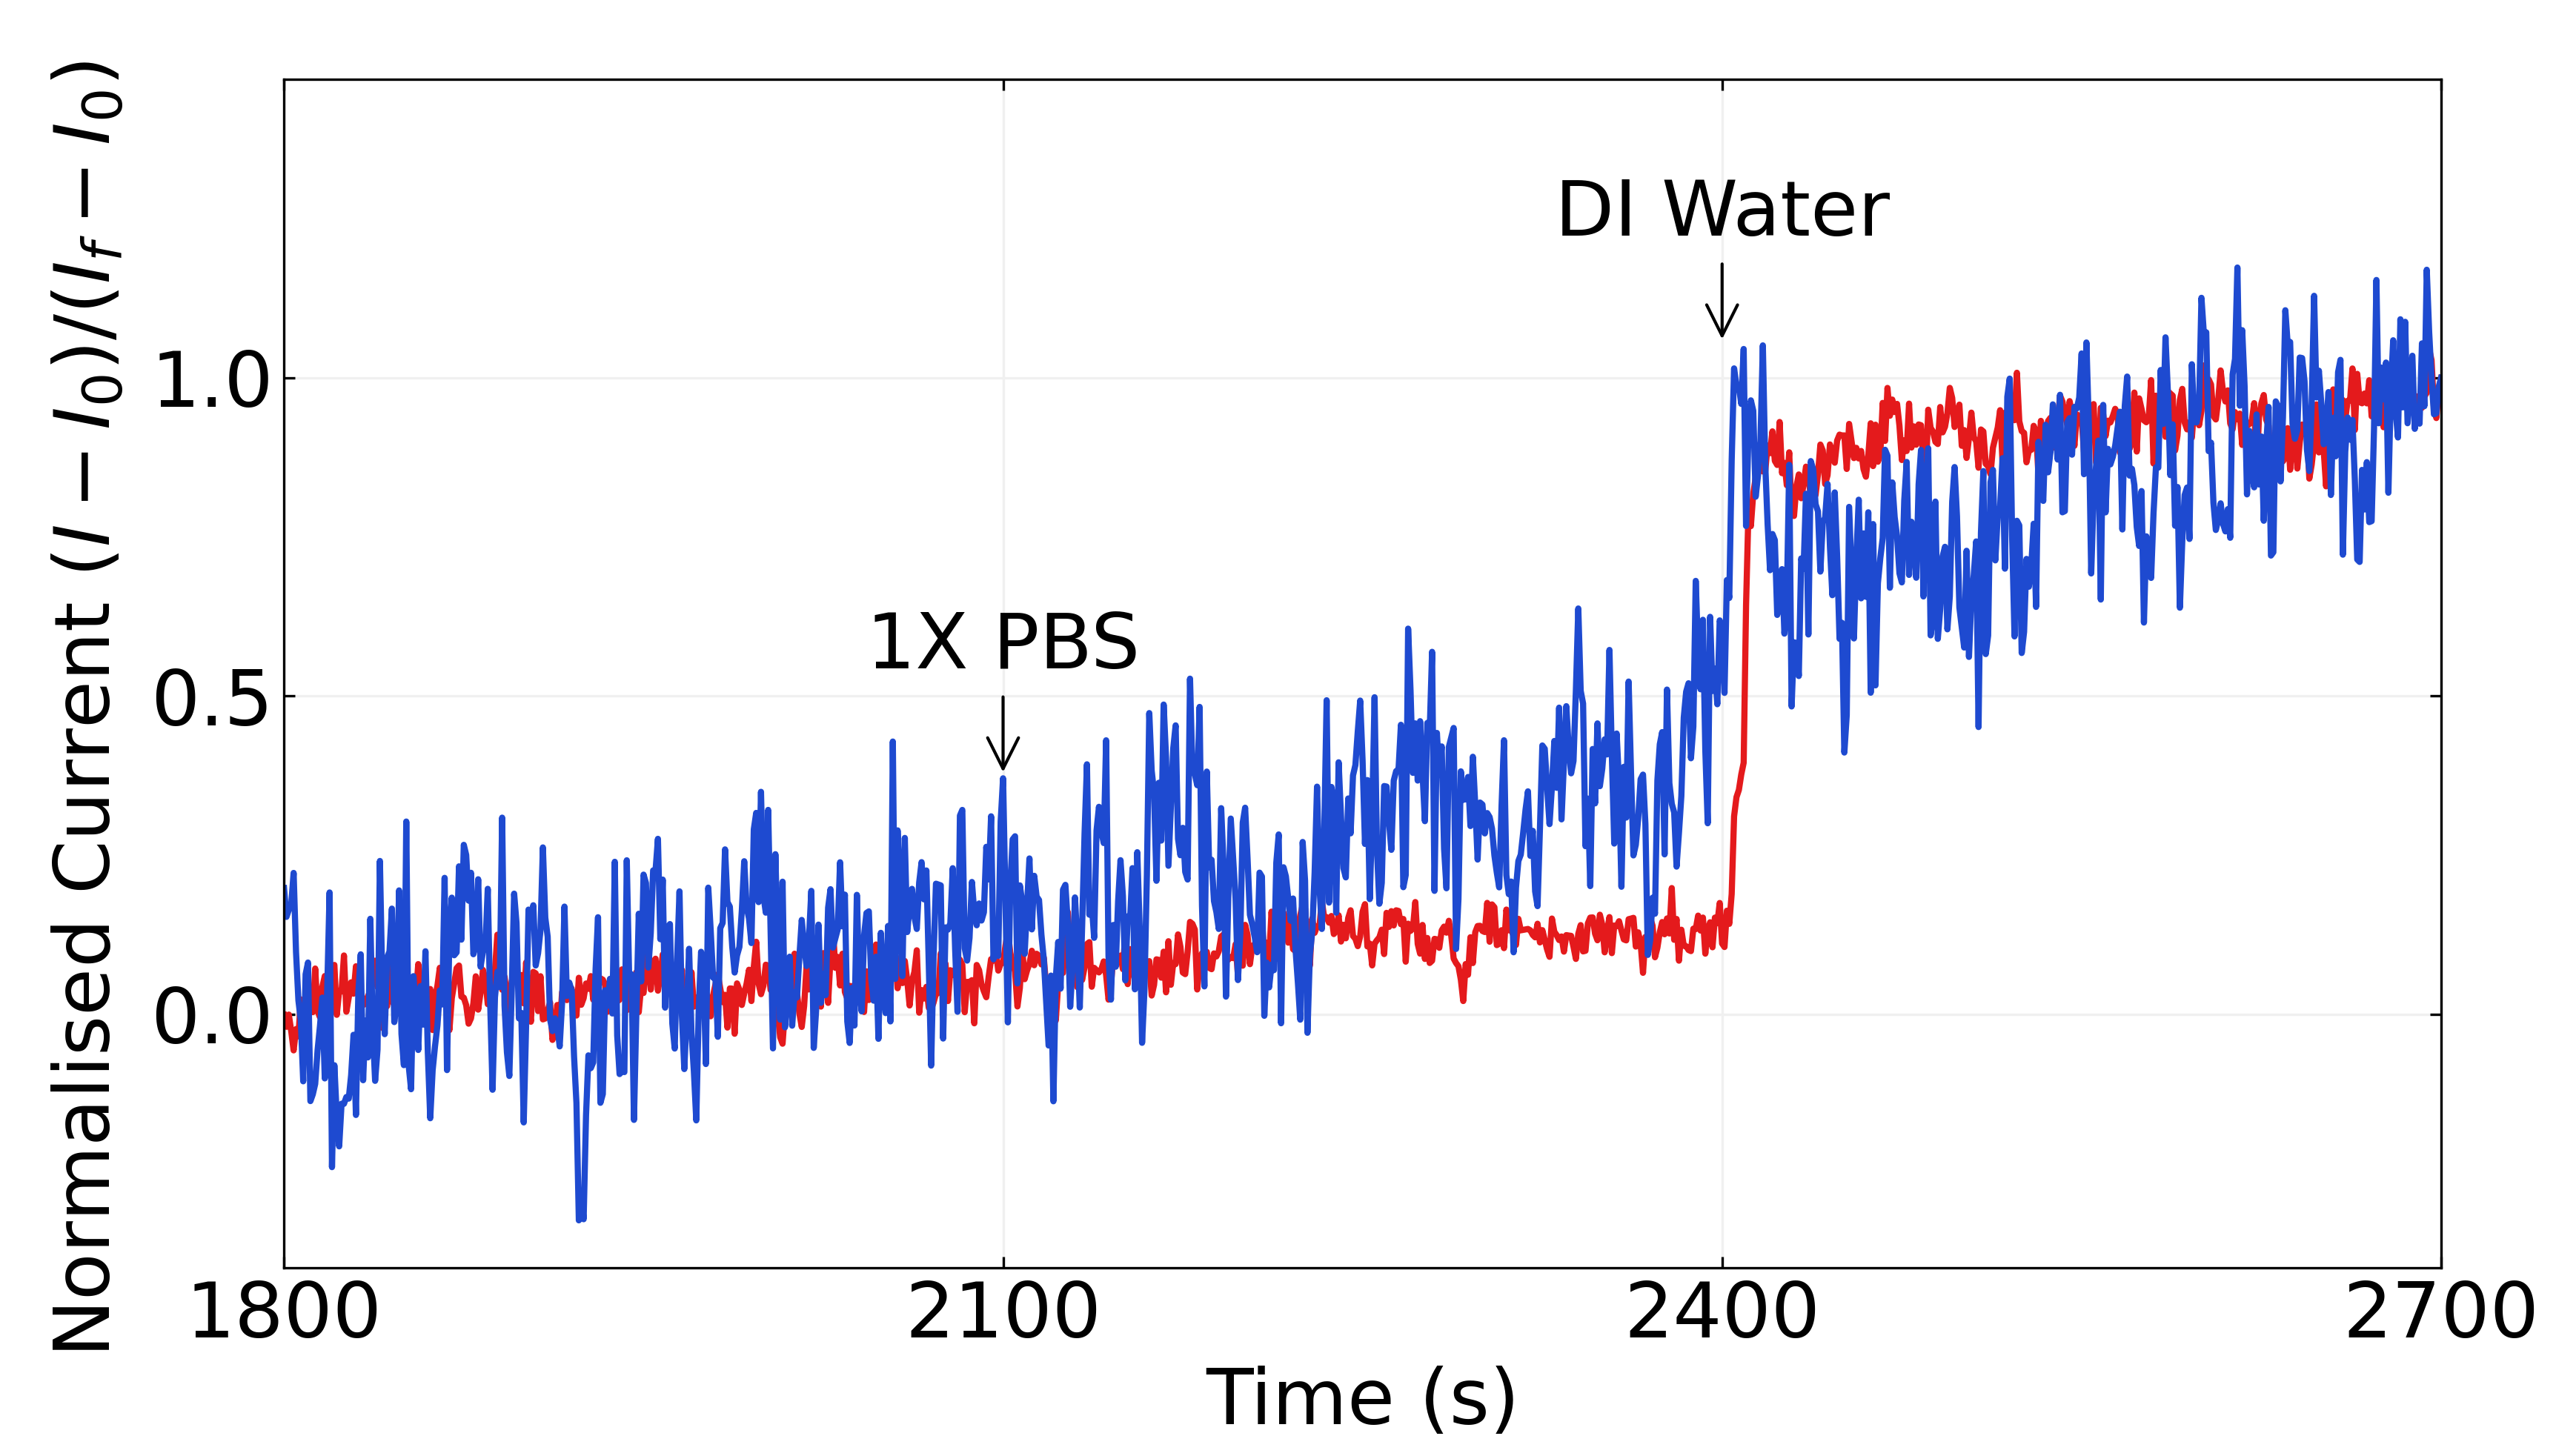 Normalised Current (I − I₀)/(I_f − I₀)
DI Water
1X PBS
1.0
0.5
0.0
1800 2100 2400 2700
Time (s)